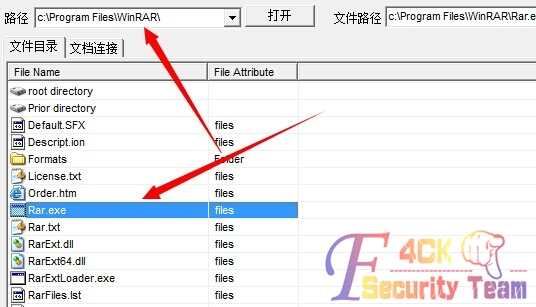 路径 c:\Program Files\WinRAR\ 打开 文件路径 c:\Program Files\WinRAR\Rar.e
文件目录 文档连接
File Name File Attribute
root directory
Prior directory
Default.SFX files
Descript.ion files
Formats Folder
License.txt files
Order.htm files
Rar.exe files
Rar.txt files
RarExt.dll files
RarExt64.dll files
RarExtLoader.exe files
RarFiles.lst files
F4CK
Security Team